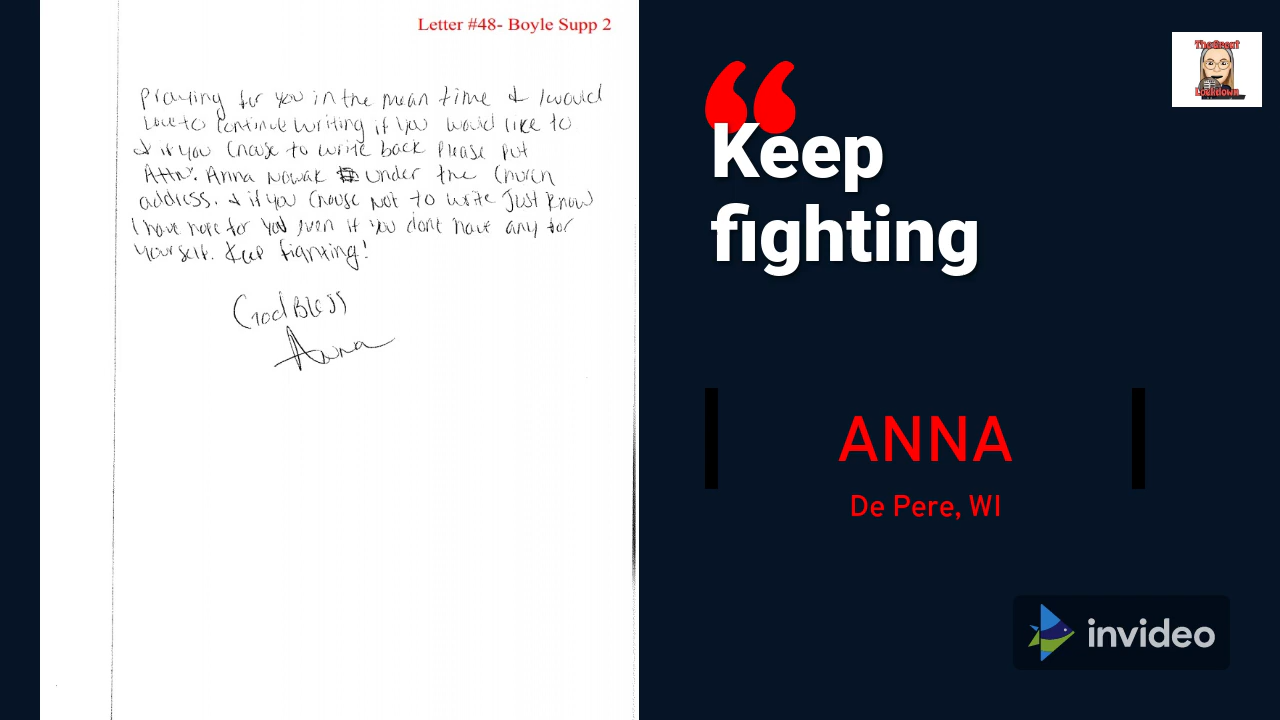 Letter #48- Boyle Supp 2
praying for you in the mean time & I would
love to continue writing if you would like to
& if you choose to write back Please put
Attn: Anna Nowak under the Church
address. & if you choose not to write Just know
I have hope for you even if you dont have any for
yourself. Keep fighting!
God Bless
Anna
Keep
fighting
ANNA
De Pere, WI
TheGreat
Lockdown
invideo